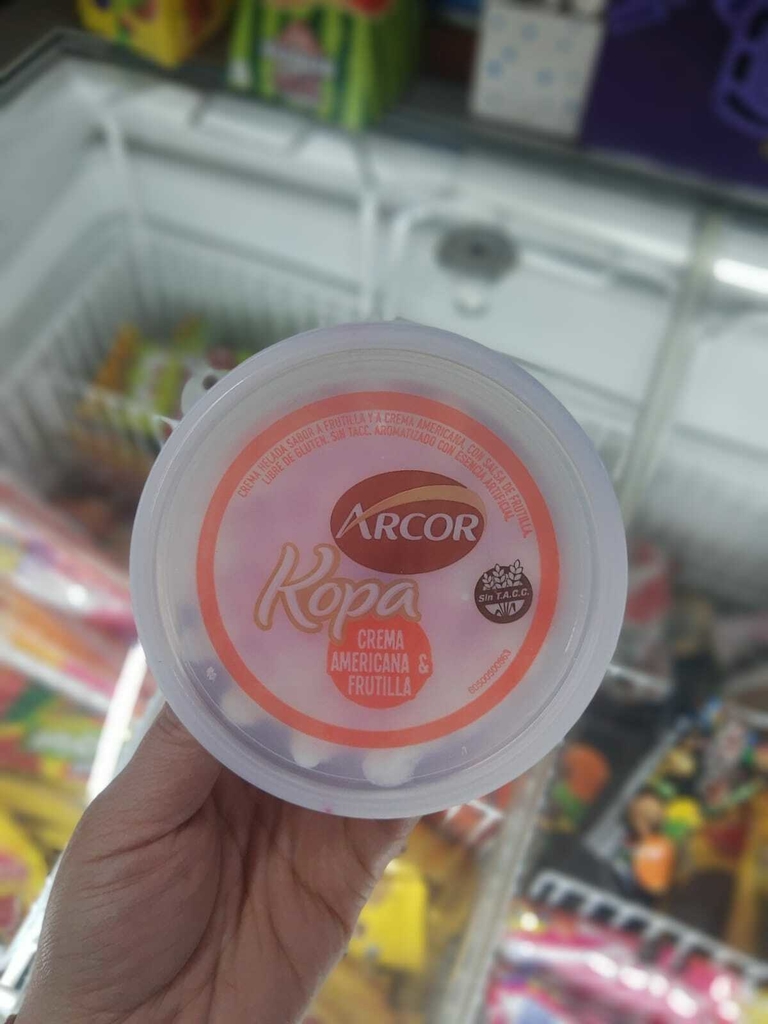 CREMA HELADA SABOR A FRUTILLA Y A CREMA AMERICANA, CON SALSA DE FRUTILLA,
LIBRE DE GLUTEN. SIN TACC. AROMATIZADO CON ESENCIA ARTIFICIAL
ARCOR
Kopa
Sin T.A.C.C.
CREMA
AMERICANA &
FRUTILLA